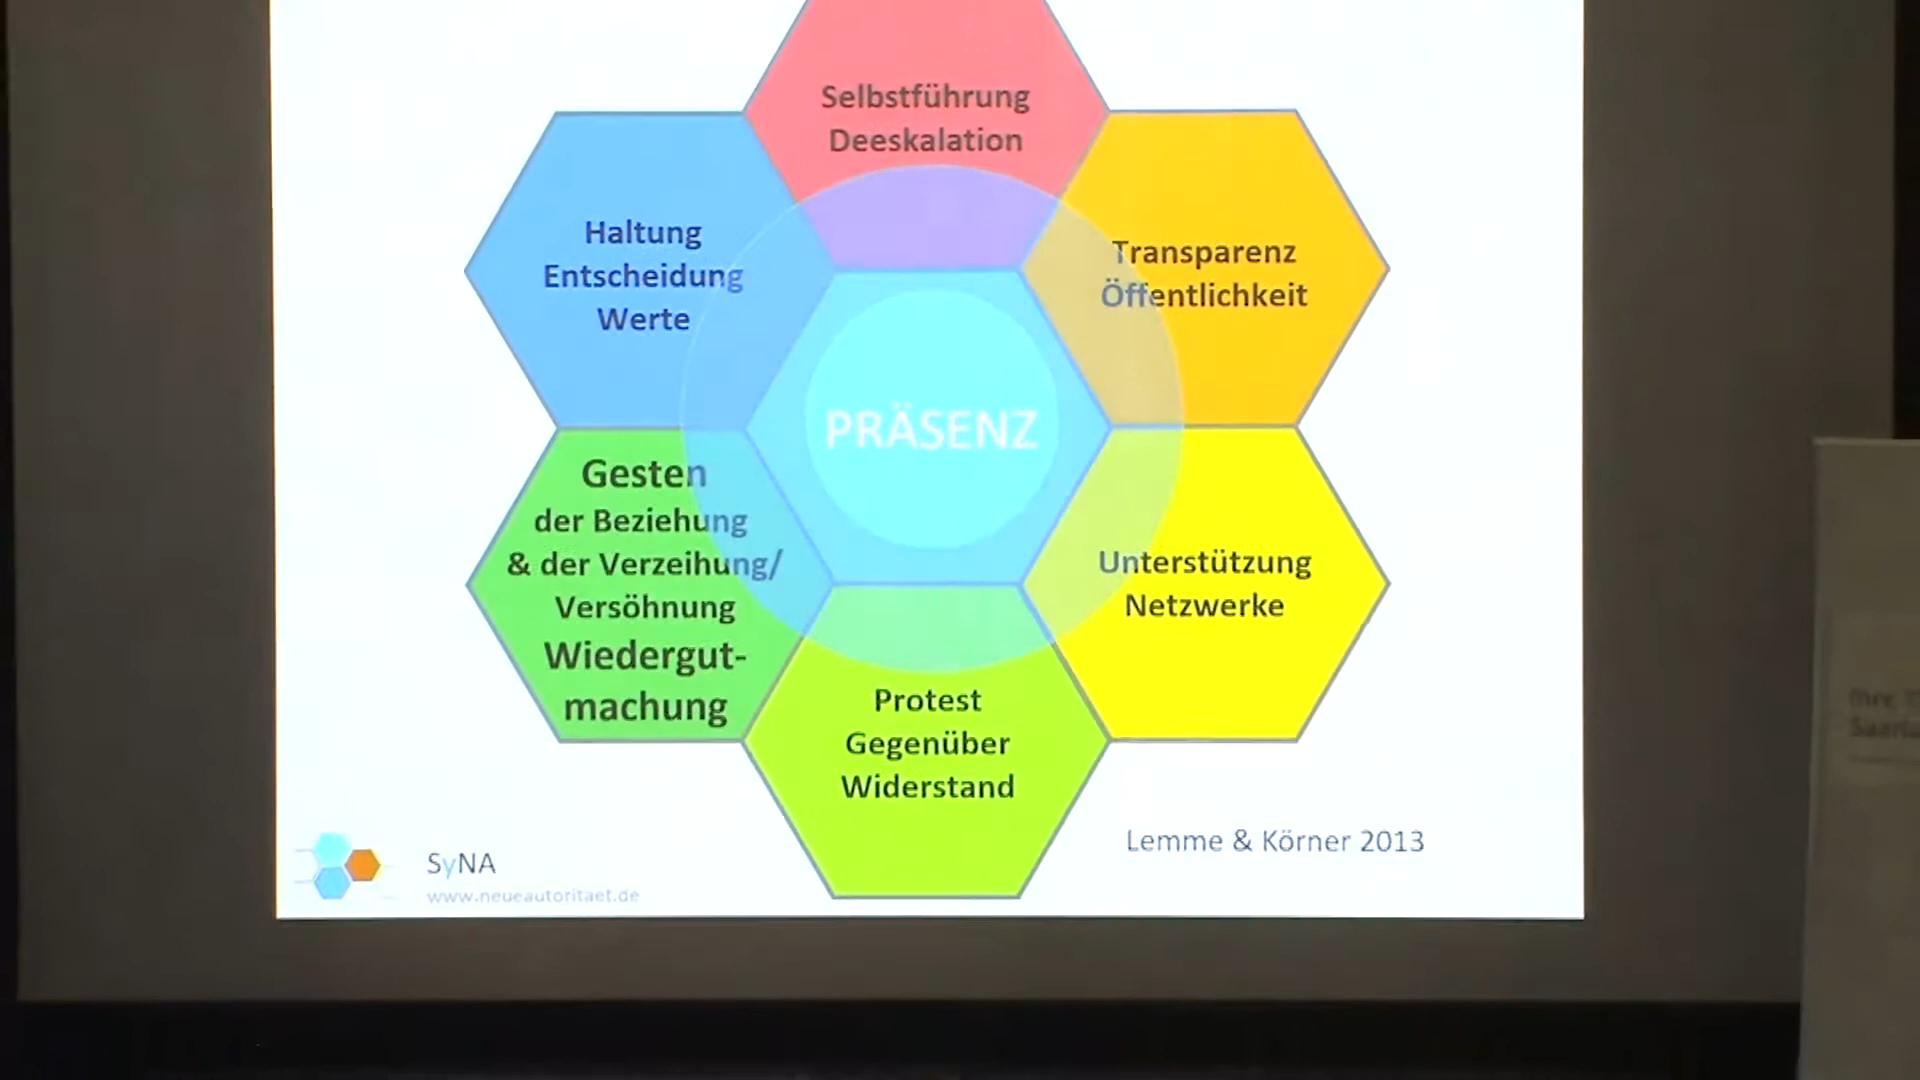 Selbstführung
Deeskalation
Haltung
Entscheidung
Werte
Transparenz
Öffentlichkeit
PRÄSENZ
Gesten
der Beziehung
& der Verzeihung/
Versöhnung
Wiedergut-
machung
Unterstützung
Netzwerke
Protest
Gegenüber
Widerstand
Lemme & Körner 2013
SyNA
www.neueautoritaet.de